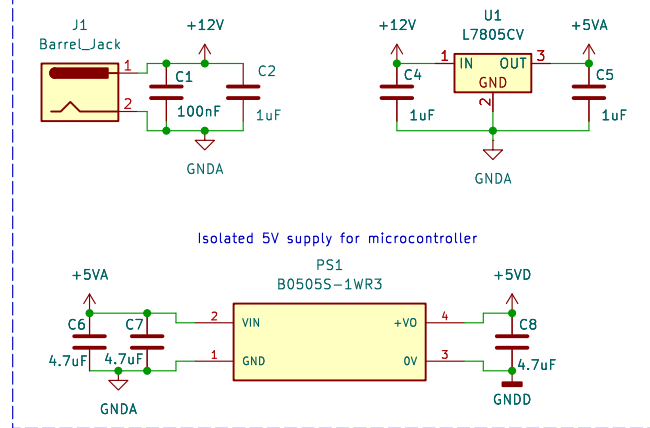 J1
Barrel_Jack
1
2
+12V
C1
100nF
C2
1uF
GNDA
+12V
C4
1uF
U1
L7805CV
1
IN
OUT
3
GND
2
+5VA
C5
1uF
GNDA
Isolated 5V supply for microcontroller
+5VA
C6
4.7uF
C7
4.7uF
GNDA
PS1
B0505S-1WR3
2
VIN
+VO
4
1
GND
0V
3
+5VD
C8
4.7uF
GNDD